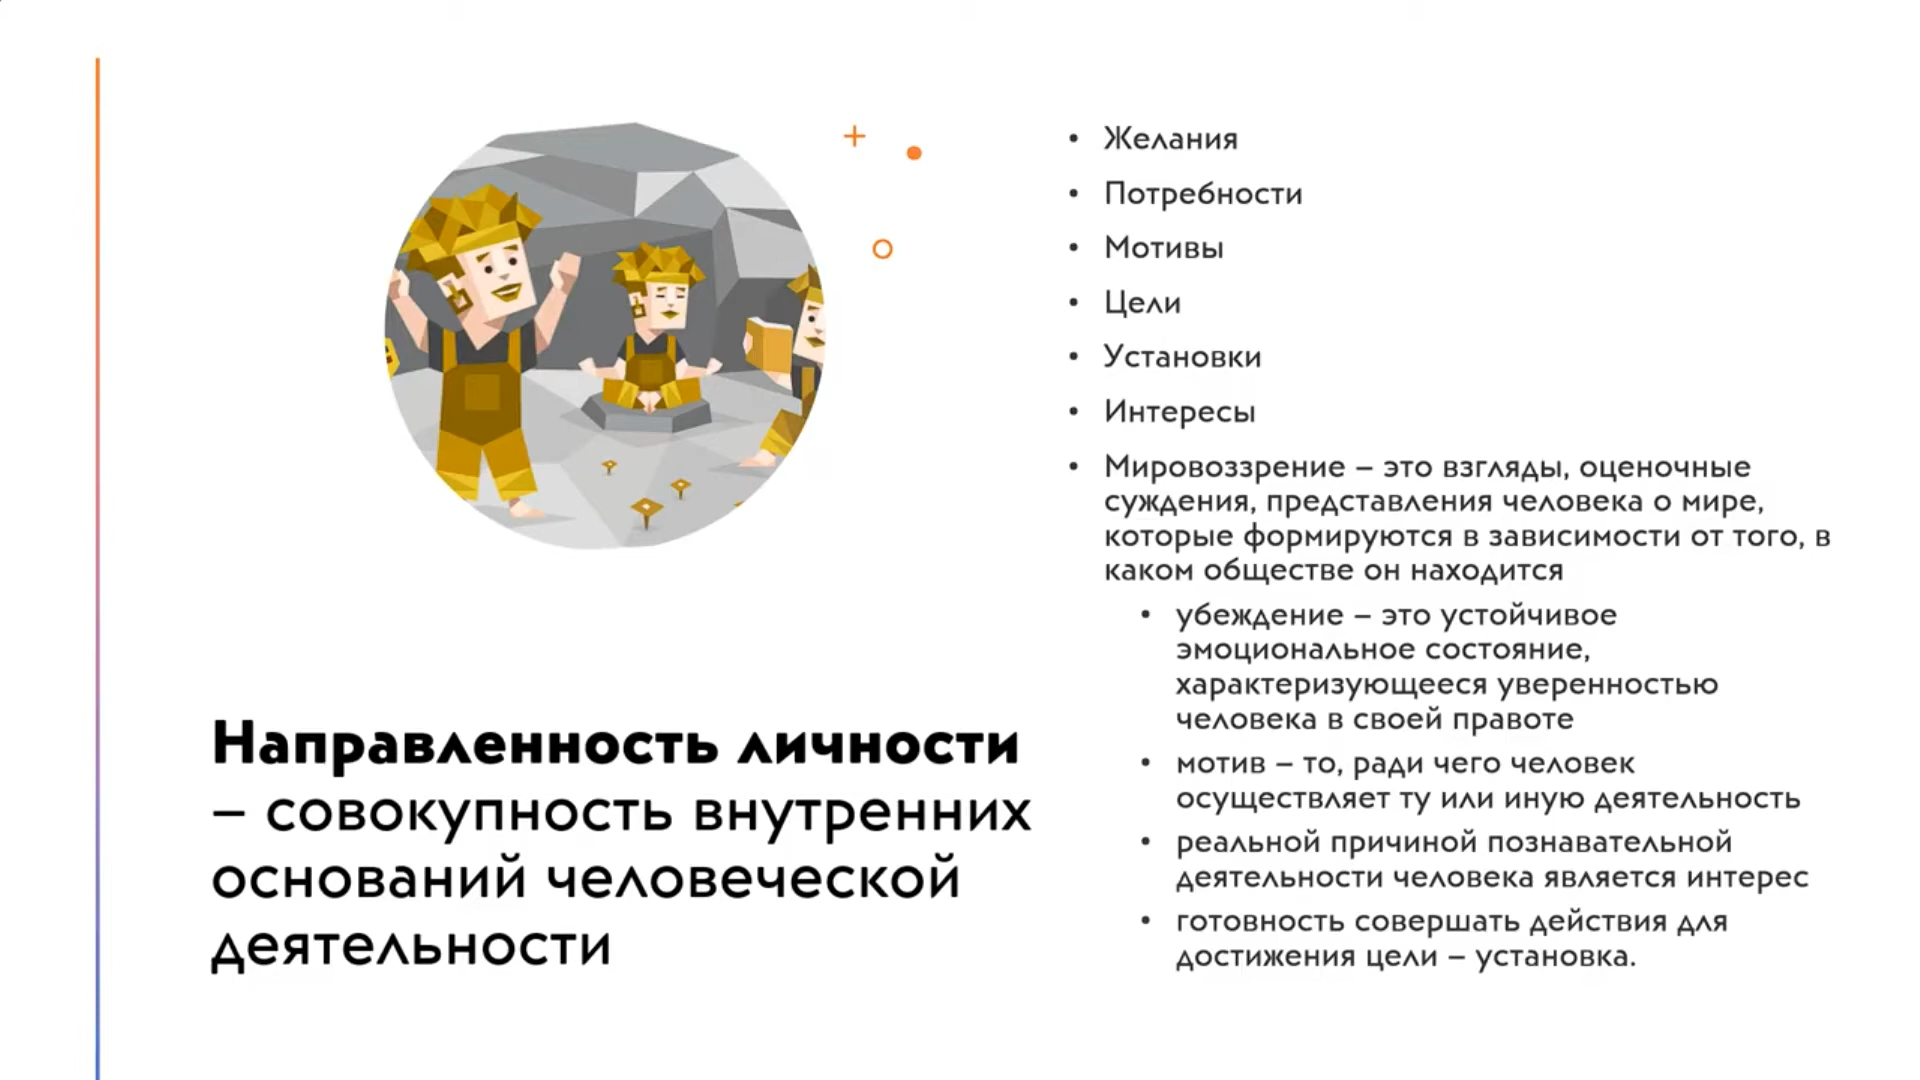 Направленность личности
– совокупность внутренних
оснований человеческой
деятельности
• Желания
• Потребности
• Мотивы
• Цели
• Установки
• Интересы
• Мировоззрение – это взгляды, оценочные
суждения, представления человека о мире,
которые формируются в зависимости от того, в
каком обществе он находится
• убеждение – это устойчивое
эмоциональное состояние,
характеризующееся уверенностью
человека в своей правоте
• мотив – то, ради чего человек
осуществляет ту или иную деятельность
• реальной причиной познавательной
деятельности человека является интерес
• готовность совершать действия для
достижения цели – установка.